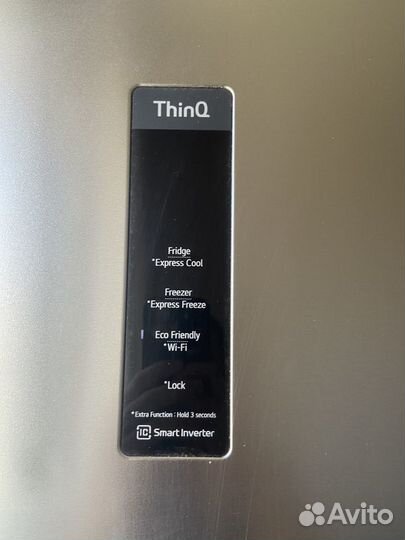 ThinQ
Fridge
*Express Cool
Freezer
*Express Freeze
Eco Friendly
*Wi-Fi
*Lock
*Extra Function : Hold 3 seconds
IC Smart Inverter
Avito